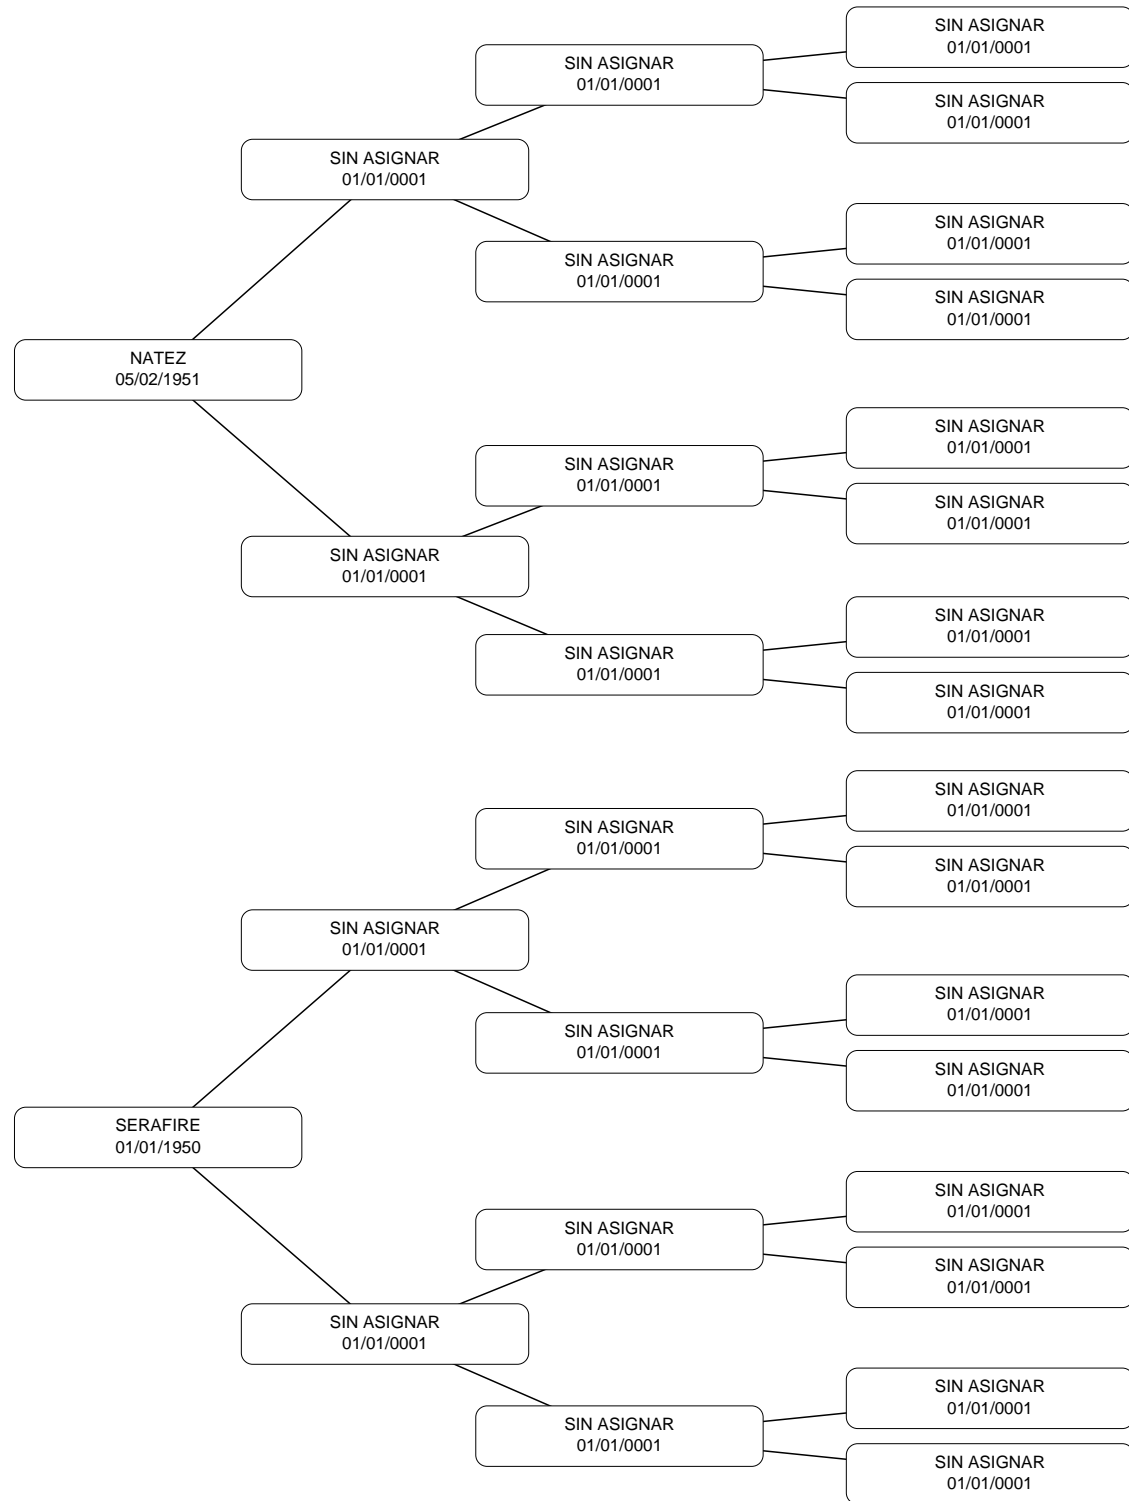 SIN ASIGNAR
01/01/0001
SIN ASIGNAR
01/01/0001
SIN ASIGNAR
01/01/0001
SIN ASIGNAR
01/01/0001
SIN ASIGNAR
01/01/0001
SIN ASIGNAR
01/01/0001
SIN ASIGNAR
01/01/0001
NATEZ
05/02/1951
SIN ASIGNAR
01/01/0001
SIN ASIGNAR
01/01/0001
SIN ASIGNAR
01/01/0001
SIN ASIGNAR
01/01/0001
SIN ASIGNAR
01/01/0001
SIN ASIGNAR
01/01/0001
SIN ASIGNAR
01/01/0001
SIN ASIGNAR
01/01/0001
SIN ASIGNAR
01/01/0001
SIN ASIGNAR
01/01/0001
SIN ASIGNAR
01/01/0001
SIN ASIGNAR
01/01/0001
SIN ASIGNAR
01/01/0001
SIN ASIGNAR
01/01/0001
SERAFIRE
01/01/1950
SIN ASIGNAR
01/01/0001
SIN ASIGNAR
01/01/0001
SIN ASIGNAR
01/01/0001
SIN ASIGNAR
01/01/0001
SIN ASIGNAR
01/01/0001
SIN ASIGNAR
01/01/0001
SIN ASIGNAR
01/01/0001